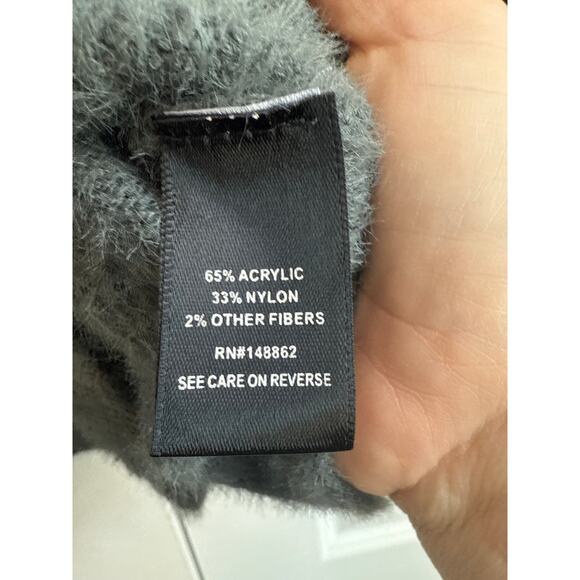 65% ACRYLIC
33% NYLON
2% OTHER FIBERS
RN#148862
SEE CARE ON REVERSE